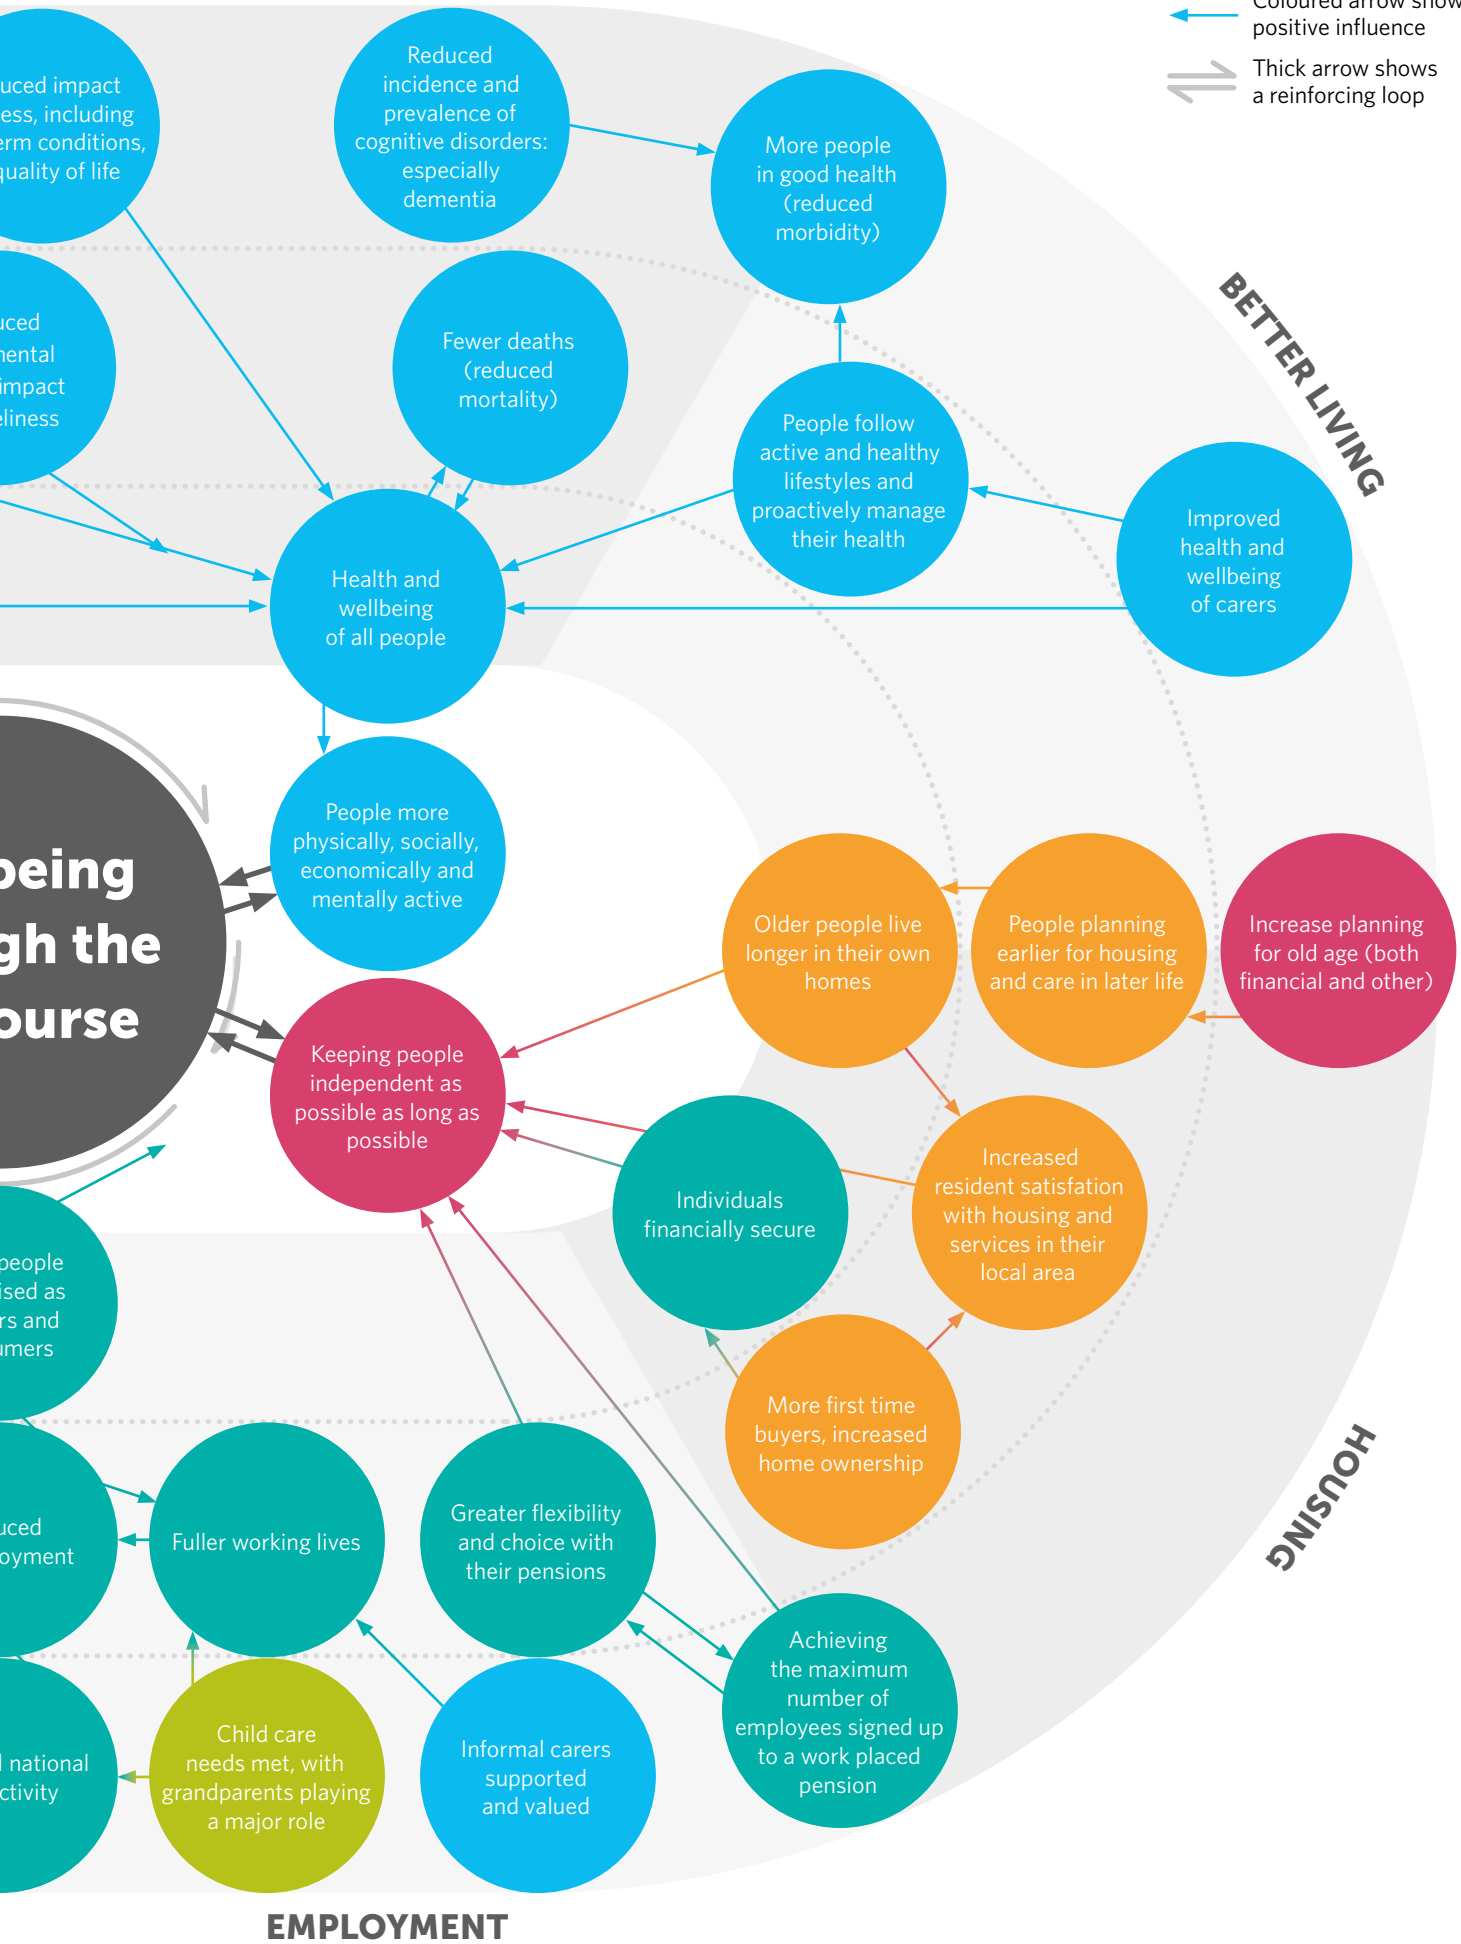 Coloured arrow show
positive influence
Thick arrow shows
a reinforcing loop
uced impact
ess, including
erm conditions,
quality of life
Reduced
incidence and
prevalence of
cognitive disorders:
especially
dementia
More people
in good health
(reduced
morbidity)
BETTER LIVING
uced
mental
impact
eliness
Fewer deaths
(reduced
mortality)
People follow
active and healthy
lifestyles and
proactively manage
their health
Improved
health and
wellbeing
of carers
Health and
wellbeing
of all people
being
gh the
ourse
People more
physically, socially,
economically and
mentally active
Older people live
longer in their own
homes
People planning
earlier for housing
and care in later life
Increase planning
for old age (both
financial and other)
Keeping people
independent as
possible as long as
possible
Individuals
financially secure
Increased
resident satisfation
with housing and
services in their
local area
people
ised as
rs and
umers
More first time
buyers, increased
home ownership
HOUSING
uced
oyment
Fuller working lives
Greater flexibility
and choice with
their pensions
Achieving
the maximum
number of
employees signed up
to a work placed
pension
l national
ctivity
Child care
needs met, with
grandparents playing
a major role
Informal carers
supported
and valued
EMPLOYMENT